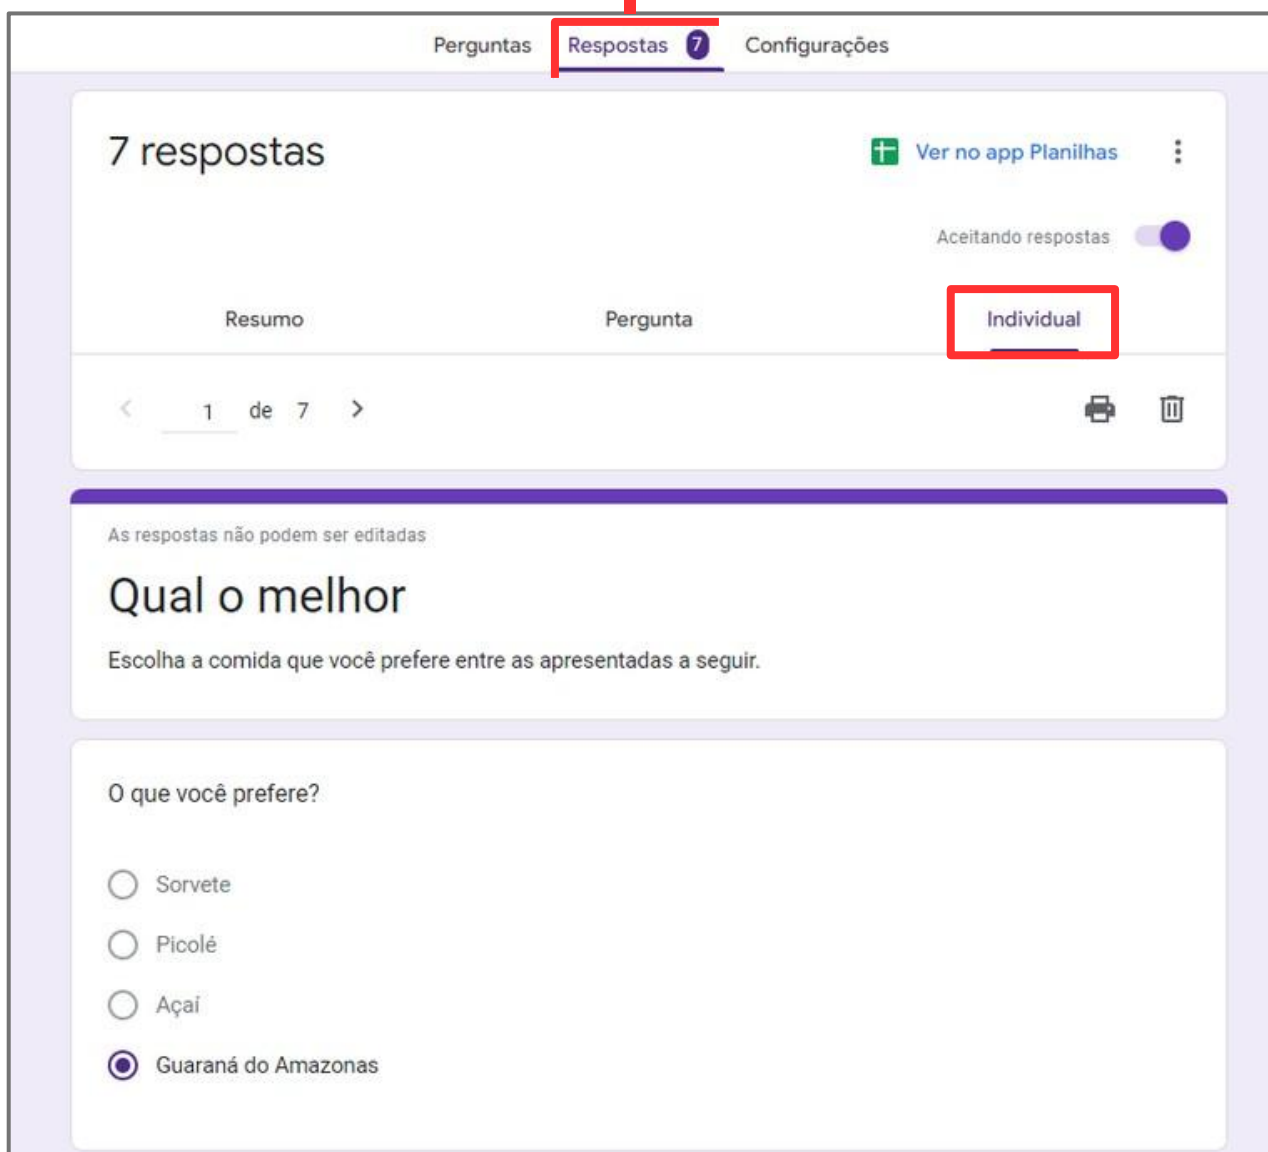 Perguntas Respostas 7 Configurações
7 respostas
Ver no app Planilhas
Aceitando respostas
Resumo Pergunta Individual
1 de 7
As respostas não podem ser editadas
Qual o melhor
Escolha a comida que você prefere entre as apresentadas a seguir.
O que você prefere?
Sorvete
Picolé
Açaí
Guaraná do Amazonas